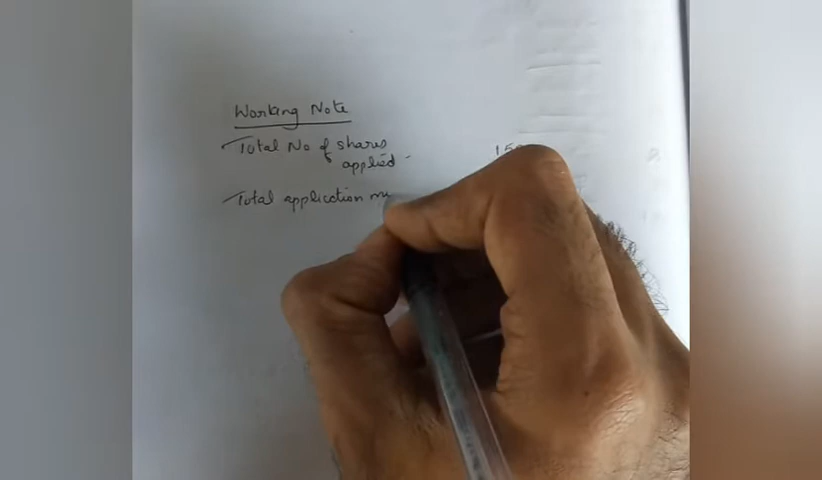 Working Note
Total No of shares
applied -
Total application